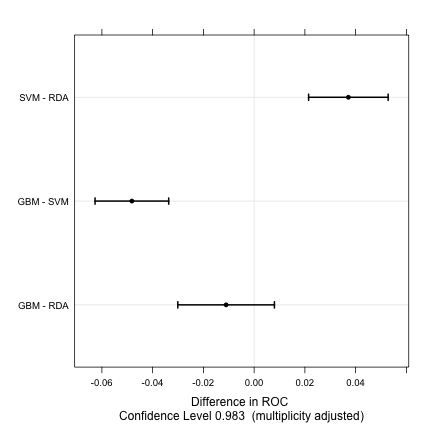 SVM - RDA
GBM - SVM
GBM - RDA
-0.06 -0.04 -0.02 0.00 0.02 0.04
Difference in ROC
Confidence Level 0.983 (multiplicity adjusted)